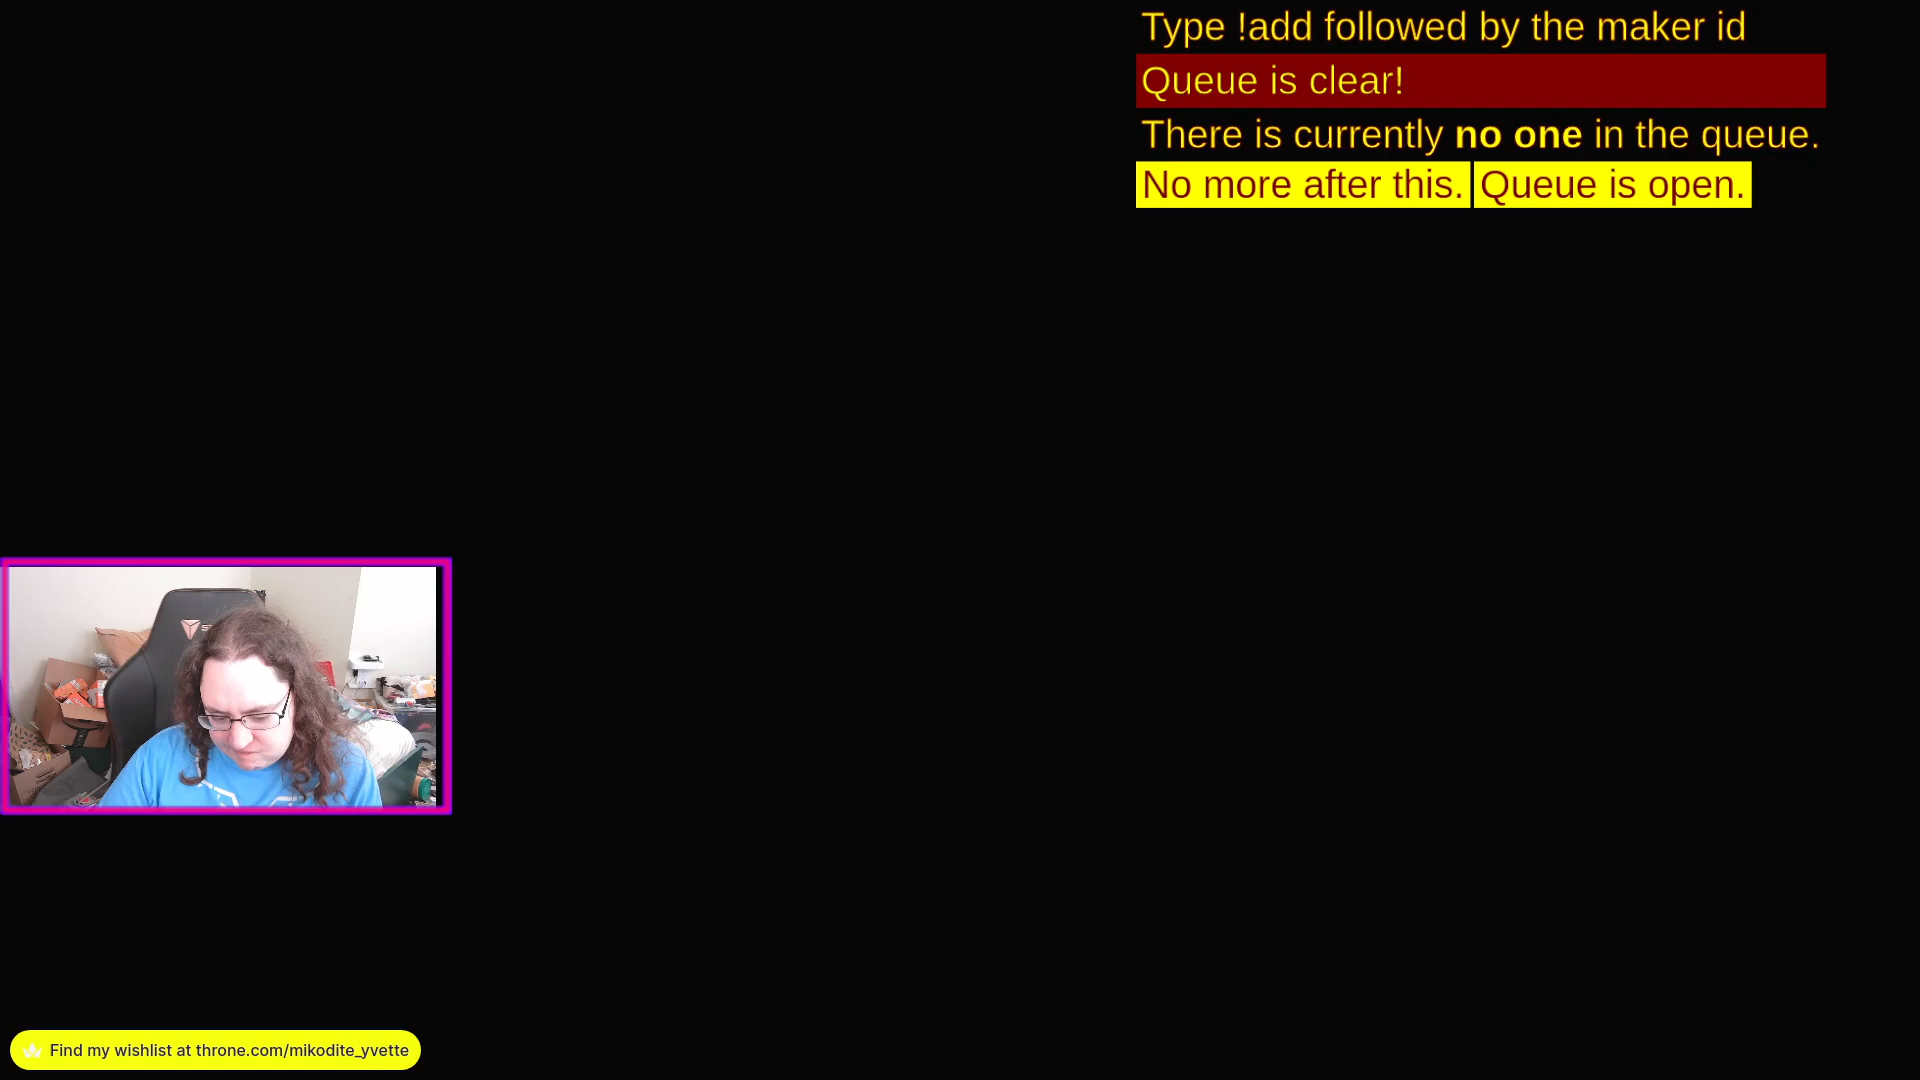 Type !add followed by the maker id
Queue is clear!
There is currently no one in the queue.
No more after this. Queue is open.
Find my wishlist at throne.com/mikodite_yvette